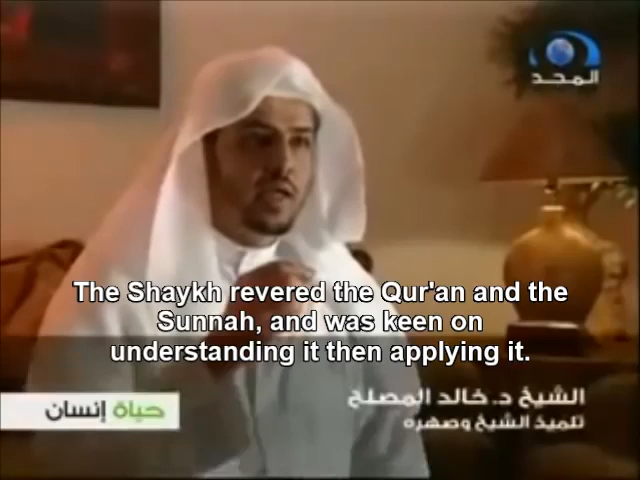 المجد
The Shaykh revered the Qur'an and the
Sunnah, and was keen on
understanding it then applying it.
الشيخ د. خالد المصلح
تلميذ الشيخ وصهره
حياة إنسان